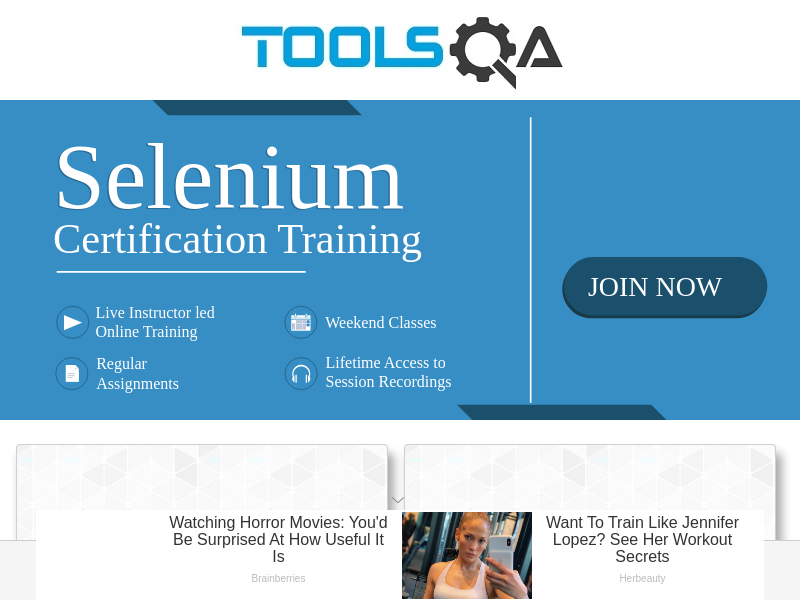 TOOLSQA
Selenium
Certification Training
JOIN NOW
Live Instructor led
Online Training
Weekend Classes
Regular
Assignments
Lifetime Access to
Session Recordings
Watching Horror Movies: You'd
Be Surprised At How Useful It
Is
Brainberries
Want To Train Like Jennifer
Lopez? See Her Workout
Secrets
Herbeauty